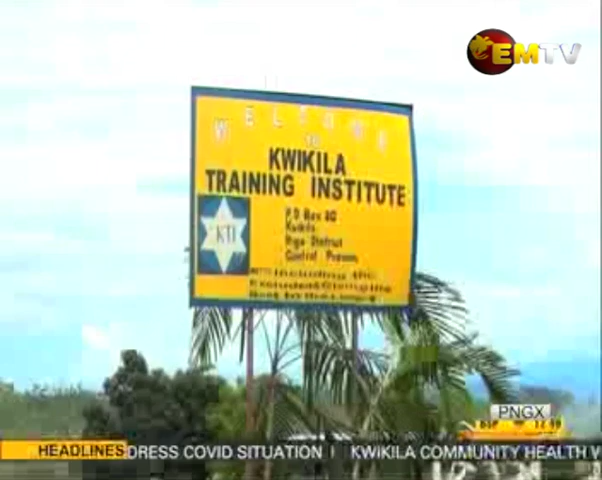 EMTV
WELCOME
TO
KWIKILA
TRAINING INSTITUTE
KTI
P O Box 80
Kwikila
Rigo District
Central Province
PNGX
HEADLINES DRESS COVID SITUATION | KWIKILA COMMUNITY HEALTH